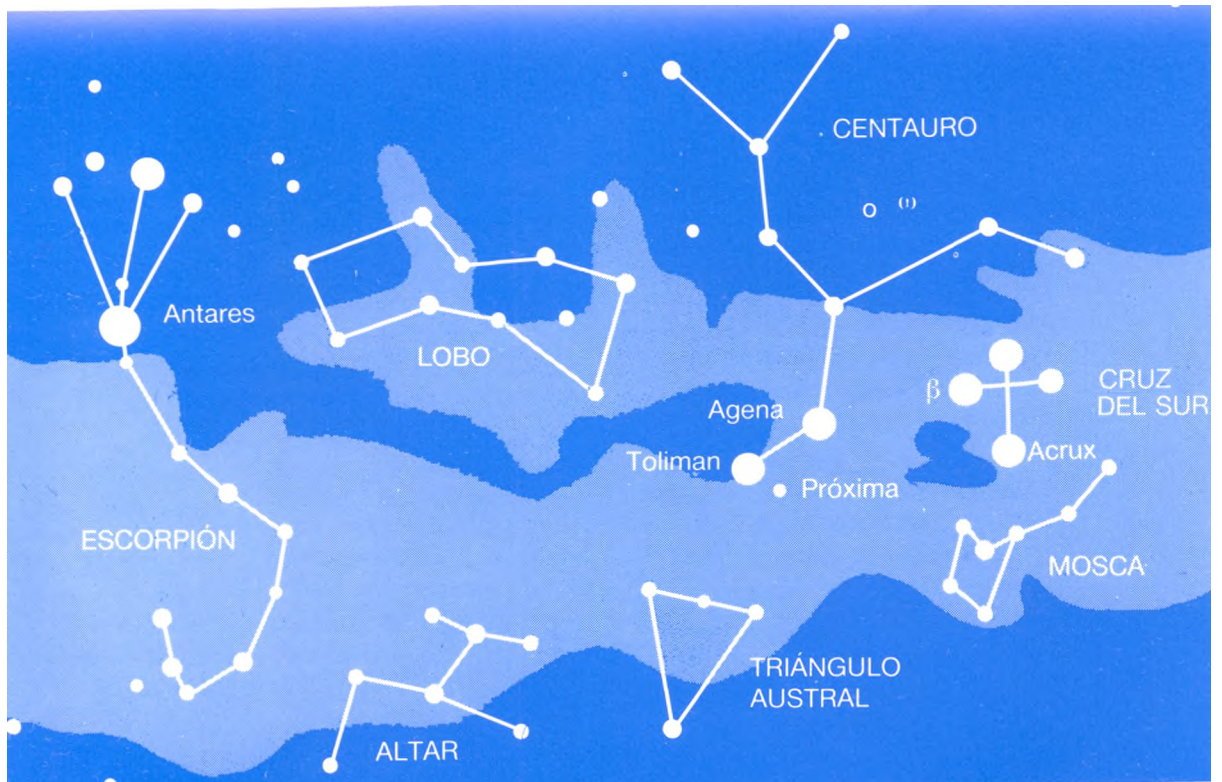 CENTAURO
(1)
Antares
LOBO
β
CRUZ
DEL SUR
Agena
Acrux
Toliman
Próxima
ESCORPIÓN
MOSCA
TRIÁNGULO
AUSTRAL
ALTAR